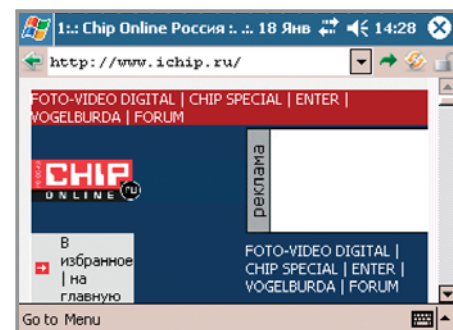 1:.: Chip Online Россия :. .:. 18 Янв 14:28
http://www.ichip.ru/
FOTO-VIDEO DIGITAL | CHIP SPECIAL | ENTER |
VOGELBURDA | FORUM
CHIP
ONLINE ru
реклама
В
избранное
| на
главную
FOTO-VIDEO DIGITAL |
CHIP SPECIAL | ENTER |
VOGELBURDA | FORUM
Go to Menu